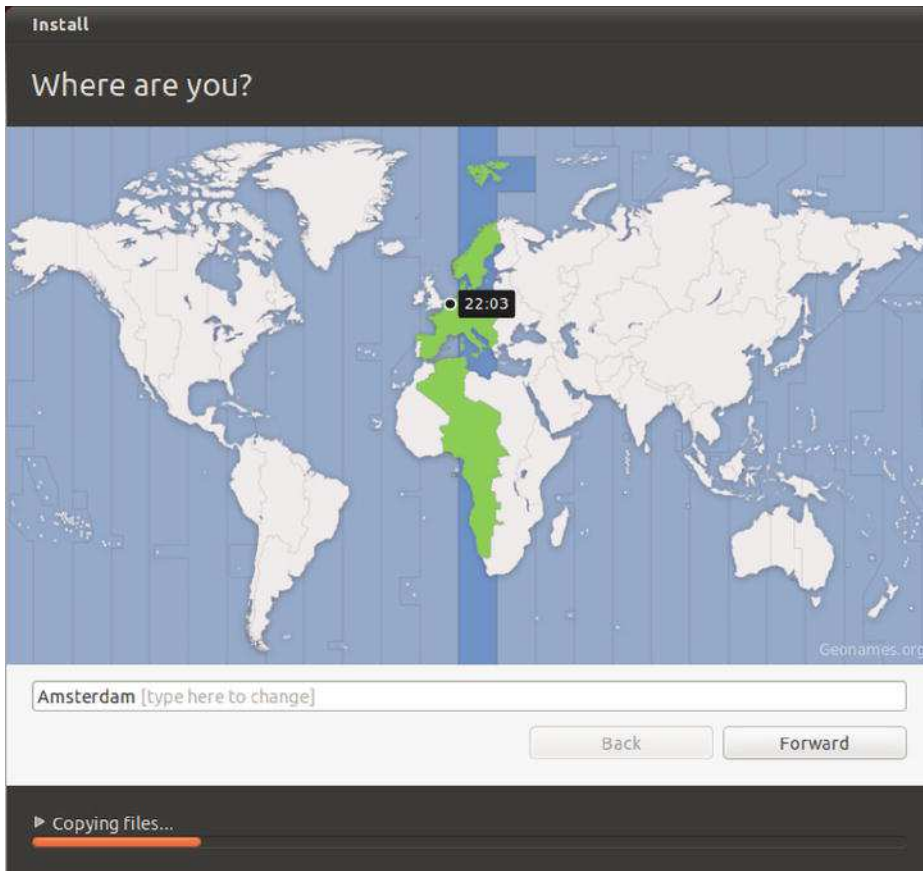 Install
Where are you?
22:03
Geonames.org
Amsterdam [type here to change]
Back Forward
Copying files...